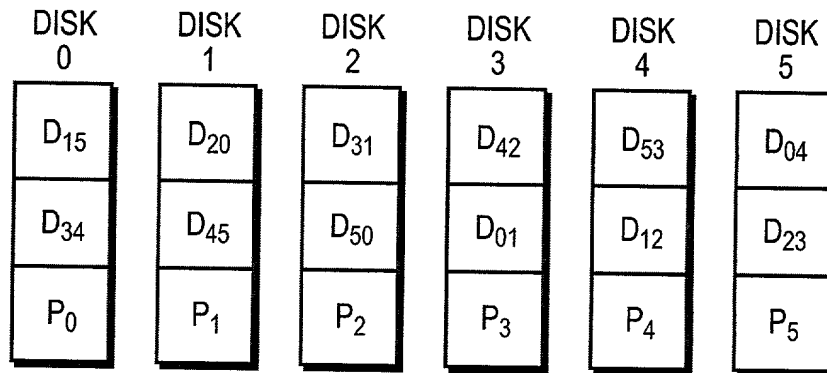 DISK 0 DISK 1 DISK 2 DISK 3 DISK 4 DISK 5
D15 D20 D31 D42 D53 D04
D34 D45 D50 D01 D12 D23
P0 P1 P2 P3 P4 P5